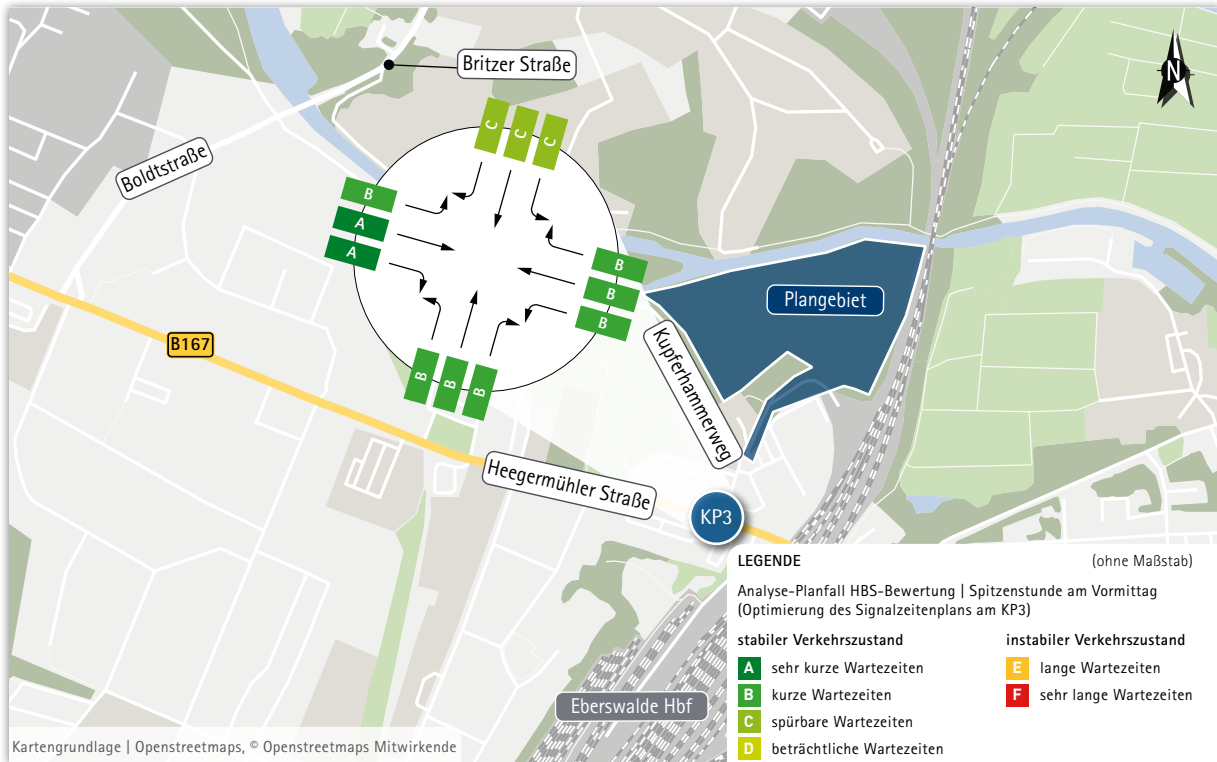 Britzer Straße
N
Boldtstraße
C
C
C
B
A
A
B
B
B
B
B
B
Plangebiet
B167
Kupferhammerweg
Heegermühler Straße
KP3
LEGENDE
(ohne Maßstab)
Analyse-Planfall HBS-Bewertung | Spitzenstunde am Vormittag
(Optimierung des Signalzeitenplans am KP3)
stabiler Verkehrszustand
A sehr kurze Wartezeiten
B kurze Wartezeiten
C spürbare Wartezeiten
D beträchtliche Wartezeiten
instabiler Verkehrszustand
E lange Wartezeiten
F sehr lange Wartezeiten
Eberswalde Hbf
Kartengrundlage | Openstreetmaps, © Openstreetmaps Mitwirkende